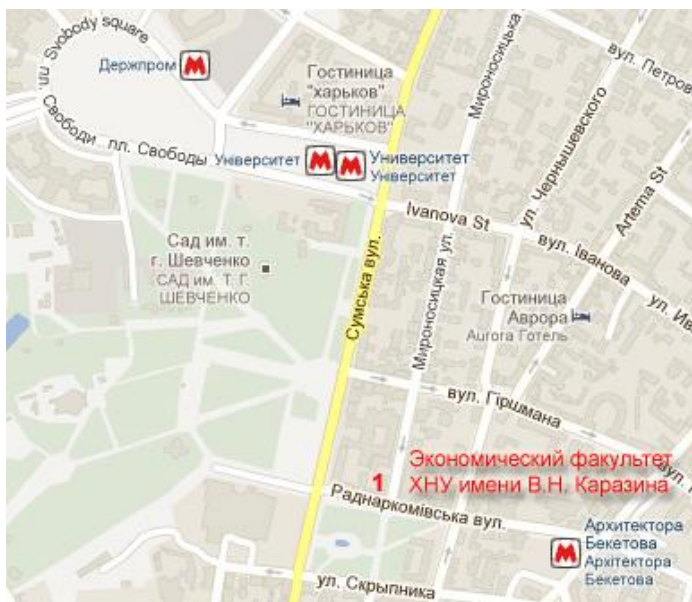 пл. Svobody square
Держпром
Гостиница
"харьков"
ГОСТИНИЦА
"ХАРЬКОВ"
Мироносицька
вул. Петров
Свободи пл. Свободы
Університет
Университет
Університет
ул. Чернышевского
Artema St
Ivanova St
вул. Іванова
ул. Ив
Сад им. т.
г. Шевченко
САД им. Т. Г
ШЕВЧЕНКО
Сумська вул.
Мироносицкая ул.
Гостиница
Аврора
Aurora Готель
вул. Гіршмана
вул.
1
Экономический факультет
ХНУ имени В.Н. Каразина
Раднаркомівська вул.
Архитектора
Бекетова
Архітектора
Бекетова
ул. Скрыпника